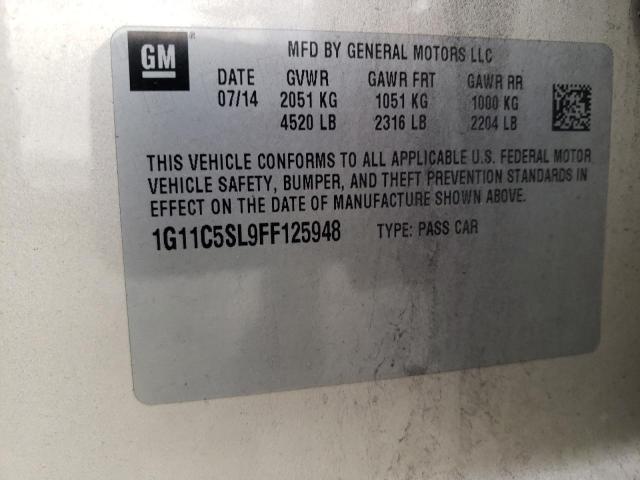 GM®
MFD BY GENERAL MOTORS LLC
DATE GVWR GAWR FRT GAWR RR
07/14 2051 KG 1051 KG 1000 KG
4520 LB 2316 LB 2204 LB
THIS VEHICLE CONFORMS TO ALL APPLICABLE U.S. FEDERAL MOTOR
VEHICLE SAFETY, BUMPER, AND THEFT PREVENTION STANDARDS IN
EFFECT ON THE DATE OF MANUFACTURE SHOWN ABOVE.
1G11C5SL9FF125948 TYPE: PASS CAR